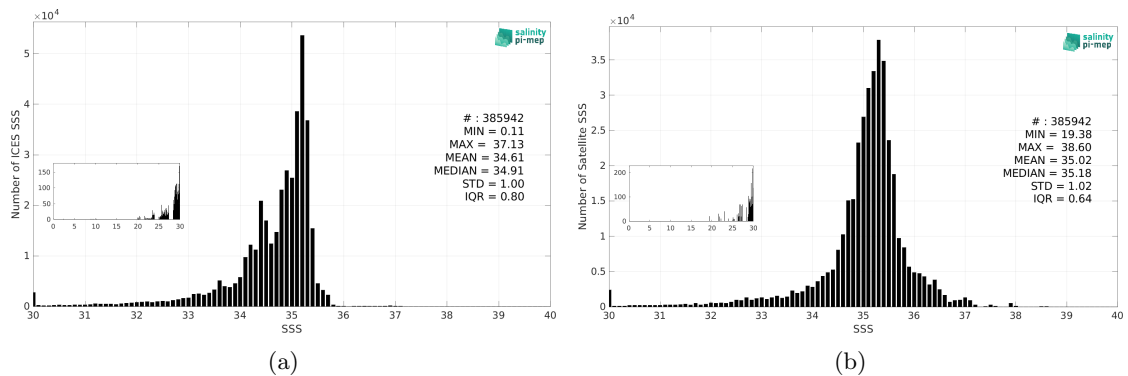 ×10⁴
salinity
pi-mep
5
4
3
2
1
0
Number of ICES SSS
# : 385942
MIN = 0.11
MAX = 37.13
MEAN = 34.61
MEDIAN = 34.91
STD = 1.00
IQR = 0.80
150
100
50
0
0 5 10 15 20 25 30
30 31 32 33 34 35 36 37 38 39 40
SSS
(a)
×10⁴
salinity
pi-mep
3.5
3
2.5
2
1.5
1
0.5
0
Number of Satellite SSS
# : 385942
MIN = 19.38
MAX = 38.60
MEAN = 35.02
MEDIAN = 35.18
STD = 1.02
IQR = 0.64
200
100
0
0 5 10 15 20 25 30
30 31 32 33 34 35 36 37 38 39 40
SSS
(b)